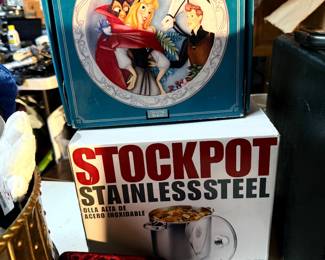 STOCKPOT
STAINLESSSTEEL
OLLA ALTA DE
ACERO INOXIDABLE